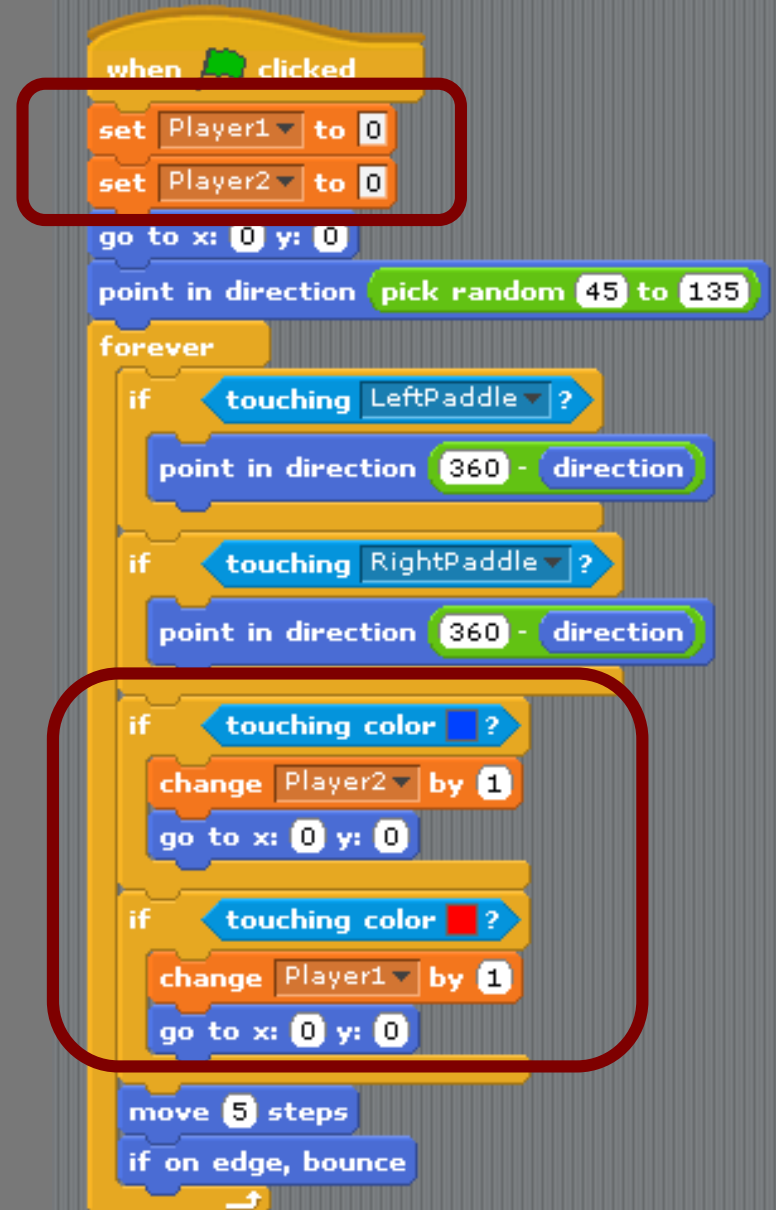 when clicked
set Player1 to 0
set Player2 to 0
go to x: 0 y: 0
point in direction pick random 45 to 135
forever
if touching LeftPaddle ?
point in direction 360 - direction
if touching RightPaddle ?
point in direction 360 - direction
if touching color ?
change Player2 by 1
go to x: 0 y: 0
if touching color ?
change Player1 by 1
go to x: 0 y: 0
move 5 steps
if on edge, bounce